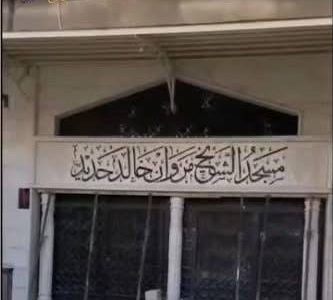 مسجد الشيخ مروان خالد حديد